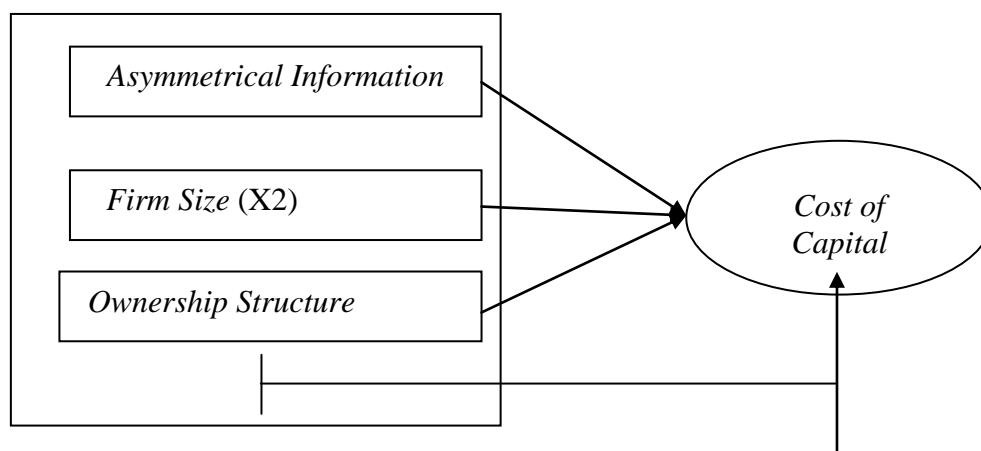 Asymmetrical Information
Firm Size (X2)
Ownership Structure
Cost of
Capital